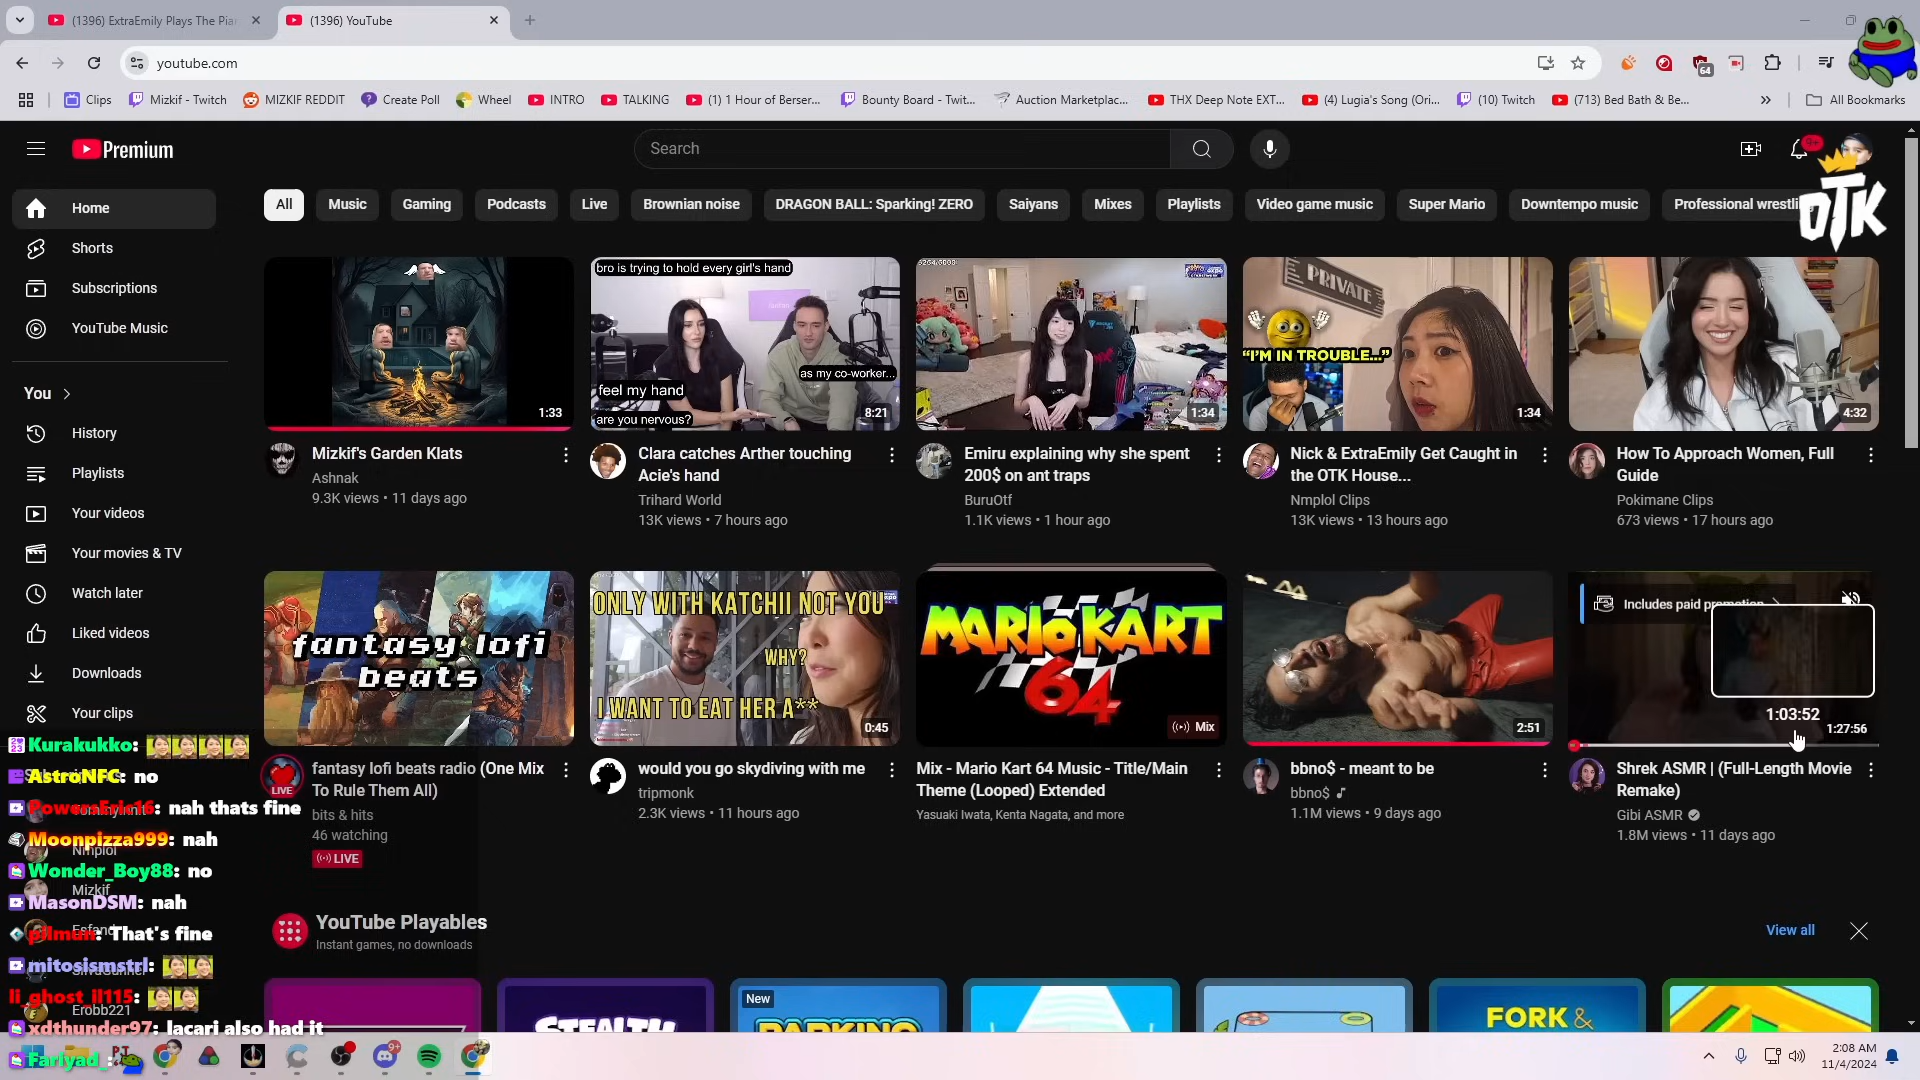 (1396) ExtraEmily Plays The Pia
(1396) YouTube
youtube.com
64
Clips
Mizkif - Twitch
MIZKIF REDDIT
Create Poll
Wheel
INTRO
TALKING
(1) 1 Hour of Berser...
Bounty Board - Twit...
Auction Marketplac...
THX Deep Note EXT...
(4) Lugia's Song (Ori...
(10) Twitch
(713) Bed Bath & Be...
All Bookmarks
Premium
Search
9+
OTK
Home
Shorts
Subscriptions
YouTube Music
You
History
Playlists
Your videos
Your movies & TV
Watch later
Liked videos
Downloads
Your clips
All
Music
Gaming
Podcasts
Live
Brownian noise
DRAGON BALL: Sparking! ZERO
Saiyans
Mixes
Playlists
Video game music
Super Mario
Downtempo music
Professional wrestli
1:33
Mizkif's Garden Klats
Ashnak
9.3K views • 11 days ago
bro is trying to hold every girl's hand
as my co-worker...
feel my hand
are you nervous?
8:21
Clara catches Arther touching
Acie's hand
Trihard World
13K views • 7 hours ago
1:34
Emiru explaining why she spent
200$ on ant traps
BuruOtf
1.1K views • 1 hour ago
PRIVATE
"I'M IN TROUBLE..."
1:34
Nick & ExtraEmily Get Caught in
the OTK House...
Nmplol Clips
13K views • 13 hours ago
4:32
How To Approach Women, Full
Guide
Pokimane Clips
673 views • 17 hours ago
fantasy lofi
beats
LIVE
fantasy lofi beats radio (One Mix
To Rule Them All)
bits & hits
46 watching
LIVE
ONLY WITH KATCHII NOT YOU
WHY?
I WANT TO EAT HER A**
0:45
would you go skydiving with me
tripmonk
2.3K views • 11 hours ago
MARIO KART
64
Mix
Mix - Mario Kart 64 Music - Title/Main
Theme (Looped) Extended
Yasuaki Iwata, Kenta Nagata, and more
2:51
bbno$ - meant to be
bbno$
1.1M views • 9 days ago
Includes paid promotion
1:03:52
1:27:56
Shrek ASMR | (Full-Length Movie
Remake)
Gibi ASMR
1.8M views • 11 days ago
YouTube Playables
Instant games, no downloads
View all
New
STEALTH
PARKING
FORK &
Kurakukko:
AstroNFC: no
PowersEric16: nah thats fine
Moonpizza999: nah
Nmplol
Wonder_Boy88: no
Mizkif
MasonDSM: nah
pilmun: That's fine
mitosismstrl:
li_ghost_il115:
Erobb221
xdthunder97: lacari also had it
Farlyad_:
9+
2:08 AM
11/4/2024